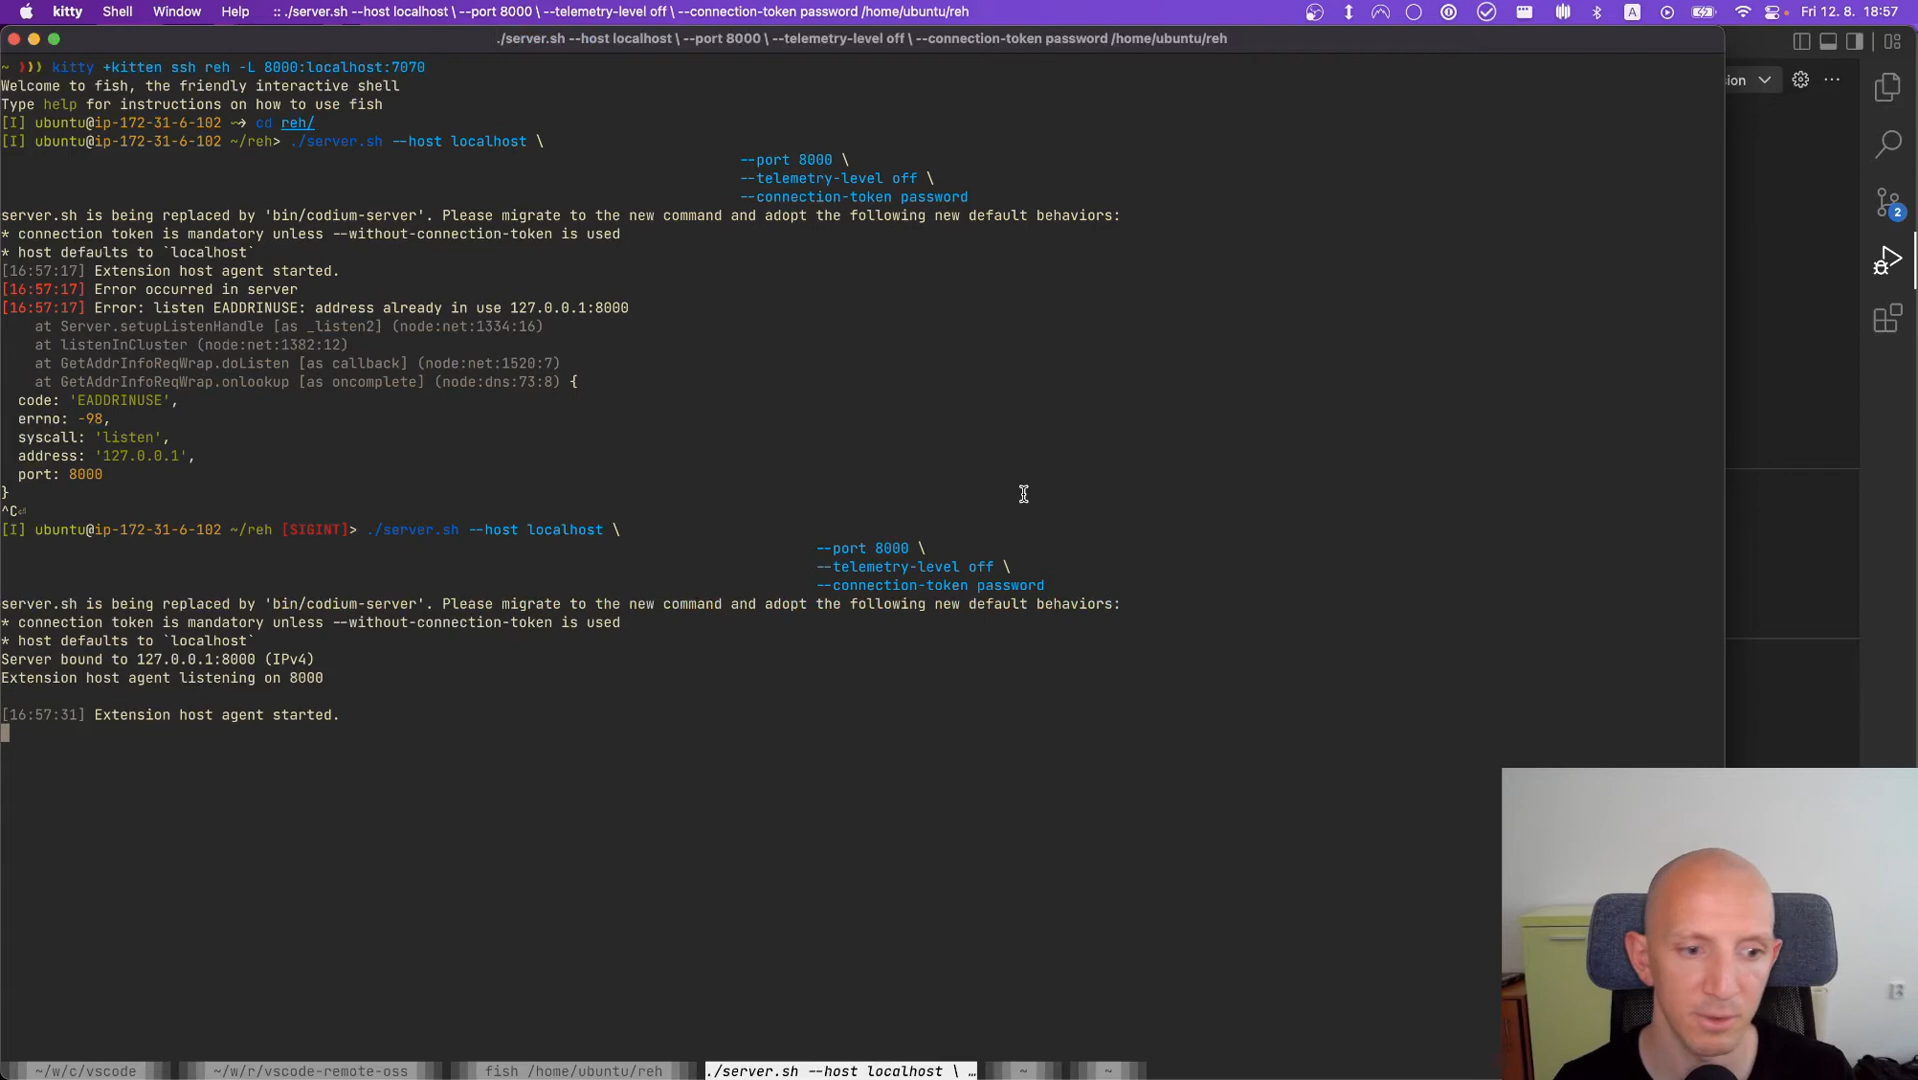 kitty Shell Window Help :: ./server.sh --host localhost \ --port 8000 \ --telemetry-level off \ --connection-token password /home/ubuntu/reh Fri 12. 8. 18:57
./server.sh --host localhost \ --port 8000 \ --telemetry-level off \ --connection-token password /home/ubuntu/reh
~ ❯❯❯ kitty +kitten ssh reh -L 8000:localhost:7070
Welcome to fish, the friendly interactive shell
Type help for instructions on how to use fish
[I] ubuntu@ip-172-31-6-102 ~> cd reh/
[I] ubuntu@ip-172-31-6-102 ~/reh> ./server.sh --host localhost \
--port 8000 \
--telemetry-level off \
--connection-token password
server.sh is being replaced by 'bin/codium-server'. Please migrate to the new command and adopt the following new default behaviors:
* connection token is mandatory unless --without-connection-token is used
* host defaults to `localhost`
[16:57:17] Extension host agent started.
[16:57:17] Error occurred in server
[16:57:17] Error: listen EADDRINUSE: address already in use 127.0.0.1:8000
at Server.setupListenHandle [as _listen2] (node:net:1334:16)
at listenInCluster (node:net:1382:12)
at GetAddrInfoReqWrap.doListen [as callback] (node:net:1520:7)
at GetAddrInfoReqWrap.onlookup [as oncomplete] (node:dns:73:8) {
code: 'EADDRINUSE',
errno: -98,
syscall: 'listen',
address: '127.0.0.1',
port: 8000
}
^C⏎
[I] ubuntu@ip-172-31-6-102 ~/reh [SIGINT]> ./server.sh --host localhost \
--port 8000 \
--telemetry-level off \
--connection-token password
server.sh is being replaced by 'bin/codium-server'. Please migrate to the new command and adopt the following new default behaviors:
* connection token is mandatory unless --without-connection-token is used
* host defaults to `localhost`
Server bound to 127.0.0.1:8000 (IPv4)
Extension host agent listening on 8000
[16:57:31] Extension host agent started.
ion
2
~/w/c/vscode ~/w/r/vscode-remote-oss fish /home/ubuntu/reh ./server.sh --host localhost \ … ~ ~